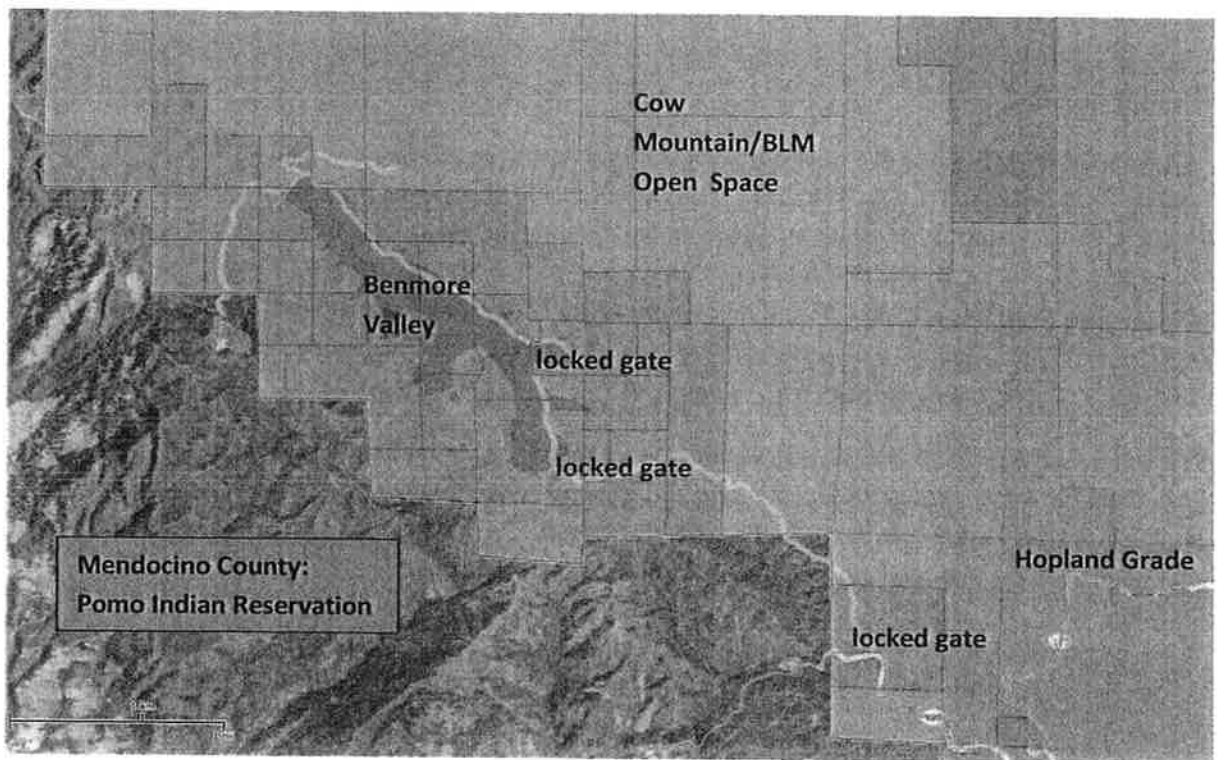 Cow
Mountain/BLM
Open Space
Benmore
Valley
locked gate
locked gate
Mendocino County:
Pomo Indian Reservation
Hopland Grade
locked gate